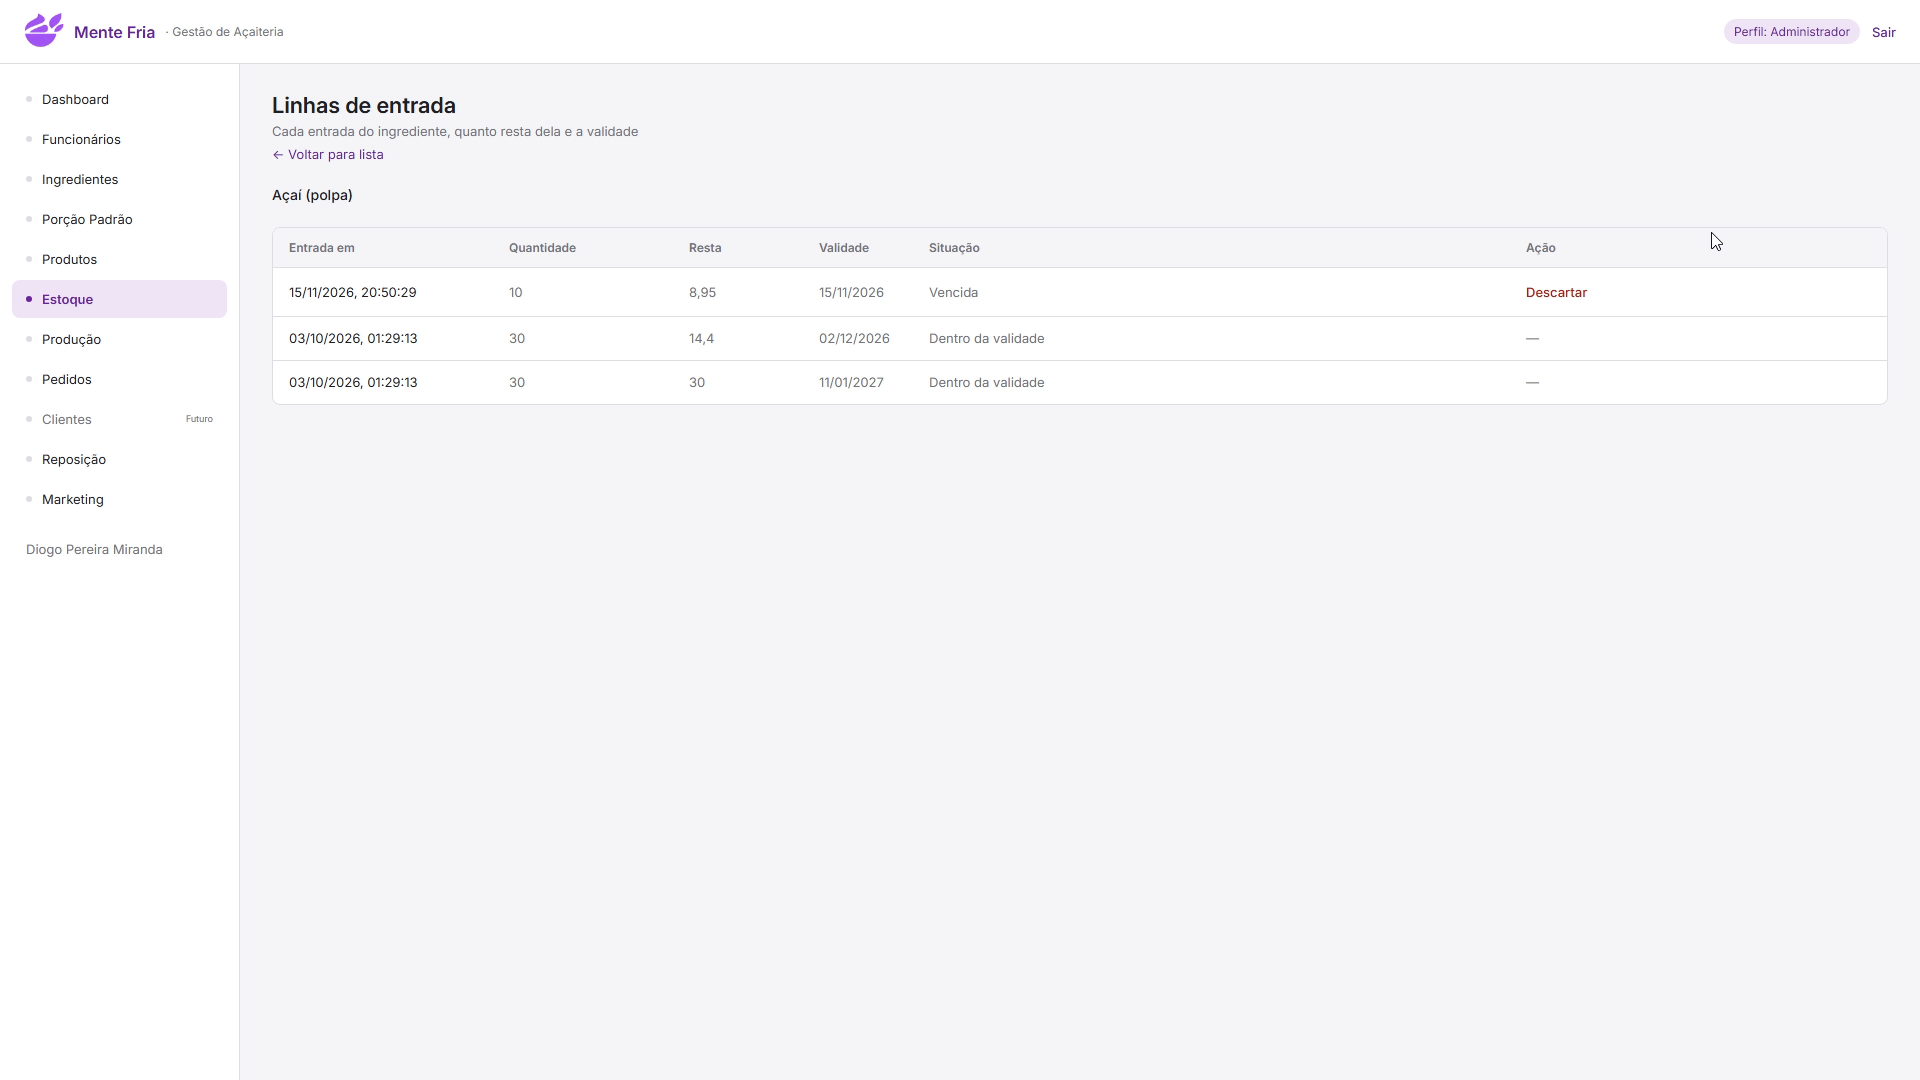 Mente Fria · Gestão de Açaiteria
Perfil: Administrador
Sair
Dashboard
Funcionários
Ingredientes
Porção Padrão
Produtos
Estoque
Produção
Pedidos
Clientes Futuro
Reposição
Marketing
Diogo Pereira Miranda
Linhas de entrada
Cada entrada do ingrediente, quanto resta dela e a validade
← Voltar para lista
Açaí (polpa)
Entrada em Quantidade Resta Validade Situação Ação
15/11/2026, 20:50:29 10 8,95 15/11/2026 Vencida Descartar
03/10/2026, 01:29:13 30 14,4 02/12/2026 Dentro da validade —
03/10/2026, 01:29:13 30 30 11/01/2027 Dentro da validade —